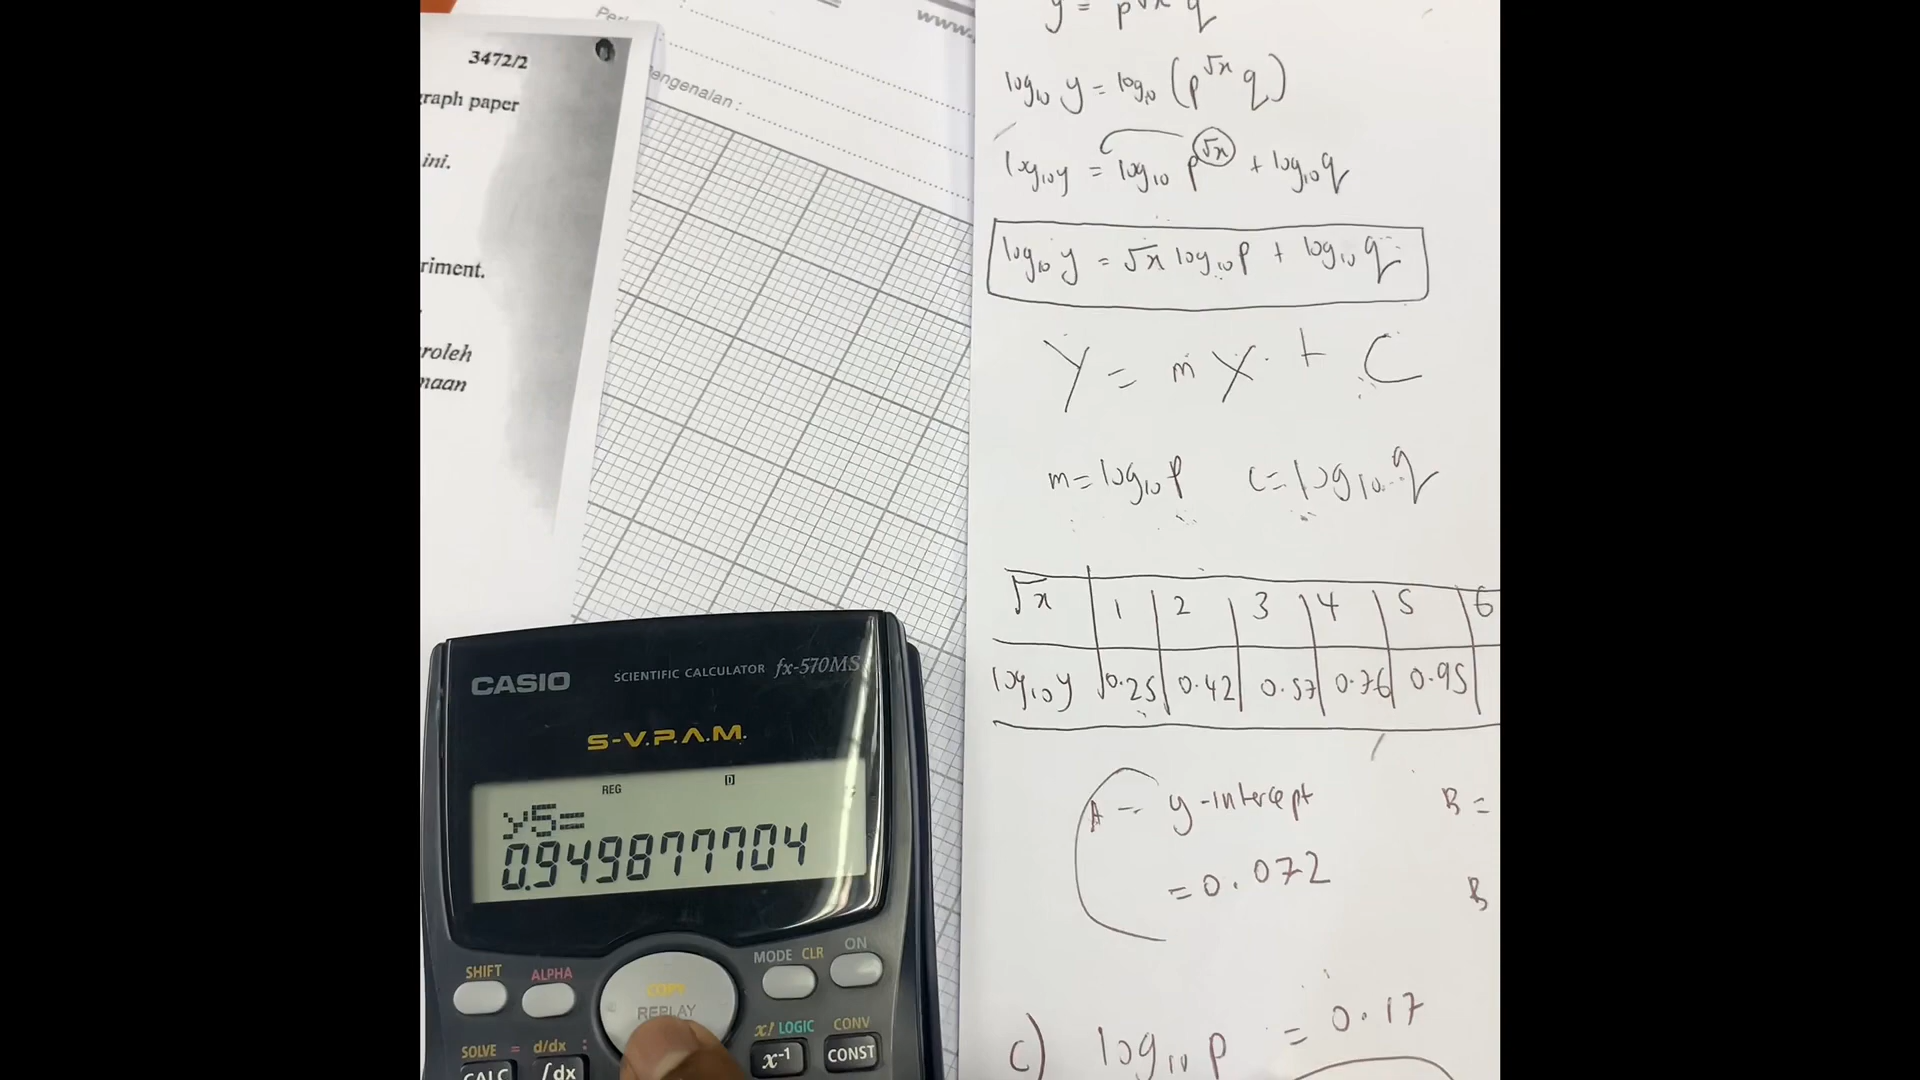 3472/2
raph paper
ini.
riment.
roleh
naan
www.
engenalan :
y = p^√x q
log₁₀ y = log₁₀ (p^√x q)
log₁₀ y = log₁₀ p^√x + log₁₀ q
log₁₀ y = √x log₁₀ p + log₁₀ q
Y = m X + C
m = log₁₀ p c = log₁₀ q
√x 1 2 3 4 5 6
log₁₀ y 0.25 0.42 0.57 0.76 0.95
A = y-intercept B =
= 0.072 B
c) log₁₀ p = 0.17
CASIO SCIENTIFIC CALCULATOR fx-570MS
S-V.P.A.M.
REG D
y5=
0.949877704
SHIFT ALPHA MODE CLR ON
COPY
REPLAY
x! LOGIC CONV
SOLVE = d/dx :
x⁻¹ CONST
CALC ∫dx